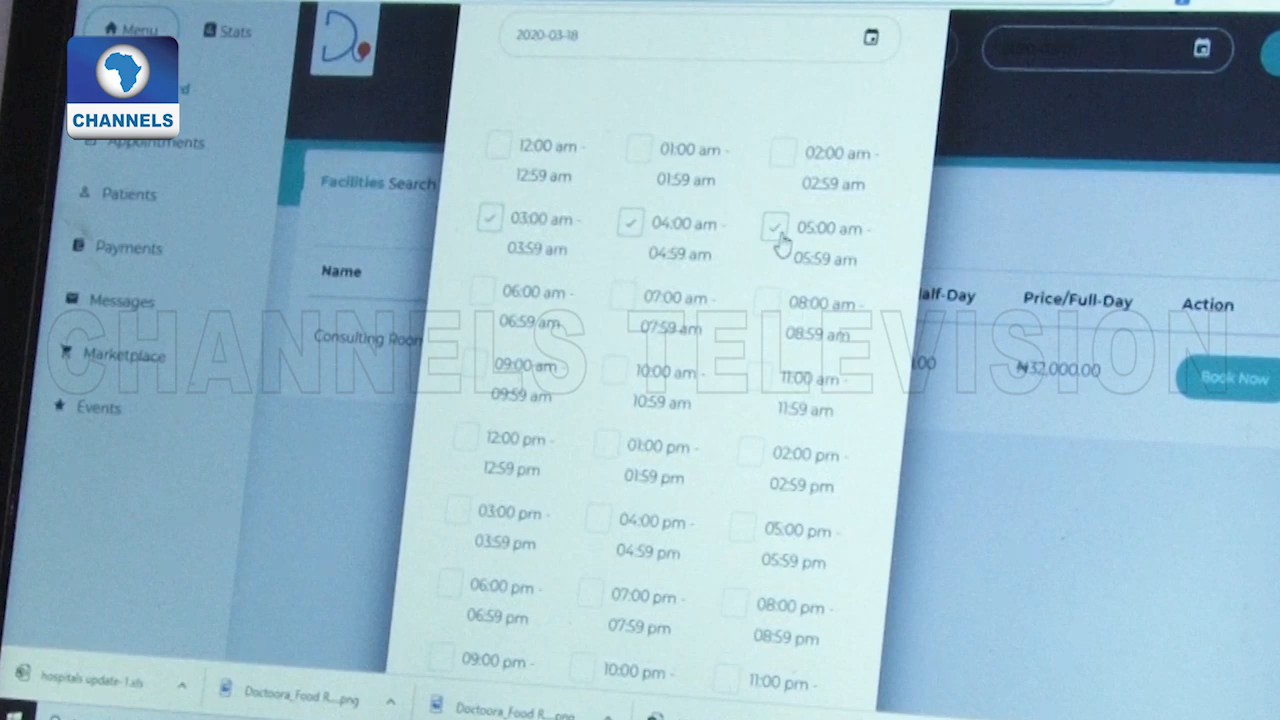 Menu
Stats
2020-03-18
CHANNELS
Appointments
Patients
Payments
Messages
Marketplace
Events
Facilities Search
Name
Consulting Room
Price/Full-Day
Action
₦32,000.00
Book Now
12:00 am -
12:59 am
01:00 am -
01:59 am
02:00 am -
02:59 am
03:00 am -
03:59 am
04:00 am -
04:59 am
05:00 am -
05:59 am
06:00 am -
06:59 am
07:00 am -
07:59 am
08:00 am -
08:59 am
09:00 am -
09:59 am
10:00 am -
10:59 am
11:00 am -
11:59 am
12:00 pm -
12:59 pm
01:00 pm -
01:59 pm
02:00 pm -
02:59 pm
03:00 pm -
03:59 pm
04:00 pm -
04:59 pm
05:00 pm -
05:59 pm
06:00 pm -
06:59 pm
07:00 pm -
07:59 pm
08:00 pm -
08:59 pm
09:00 pm -
10:00 pm -
11:00 pm -
CHANNELS TELEVISION
hospitals update-1.xls
Doctoora_Food R....png
Doctoora_Food R....png